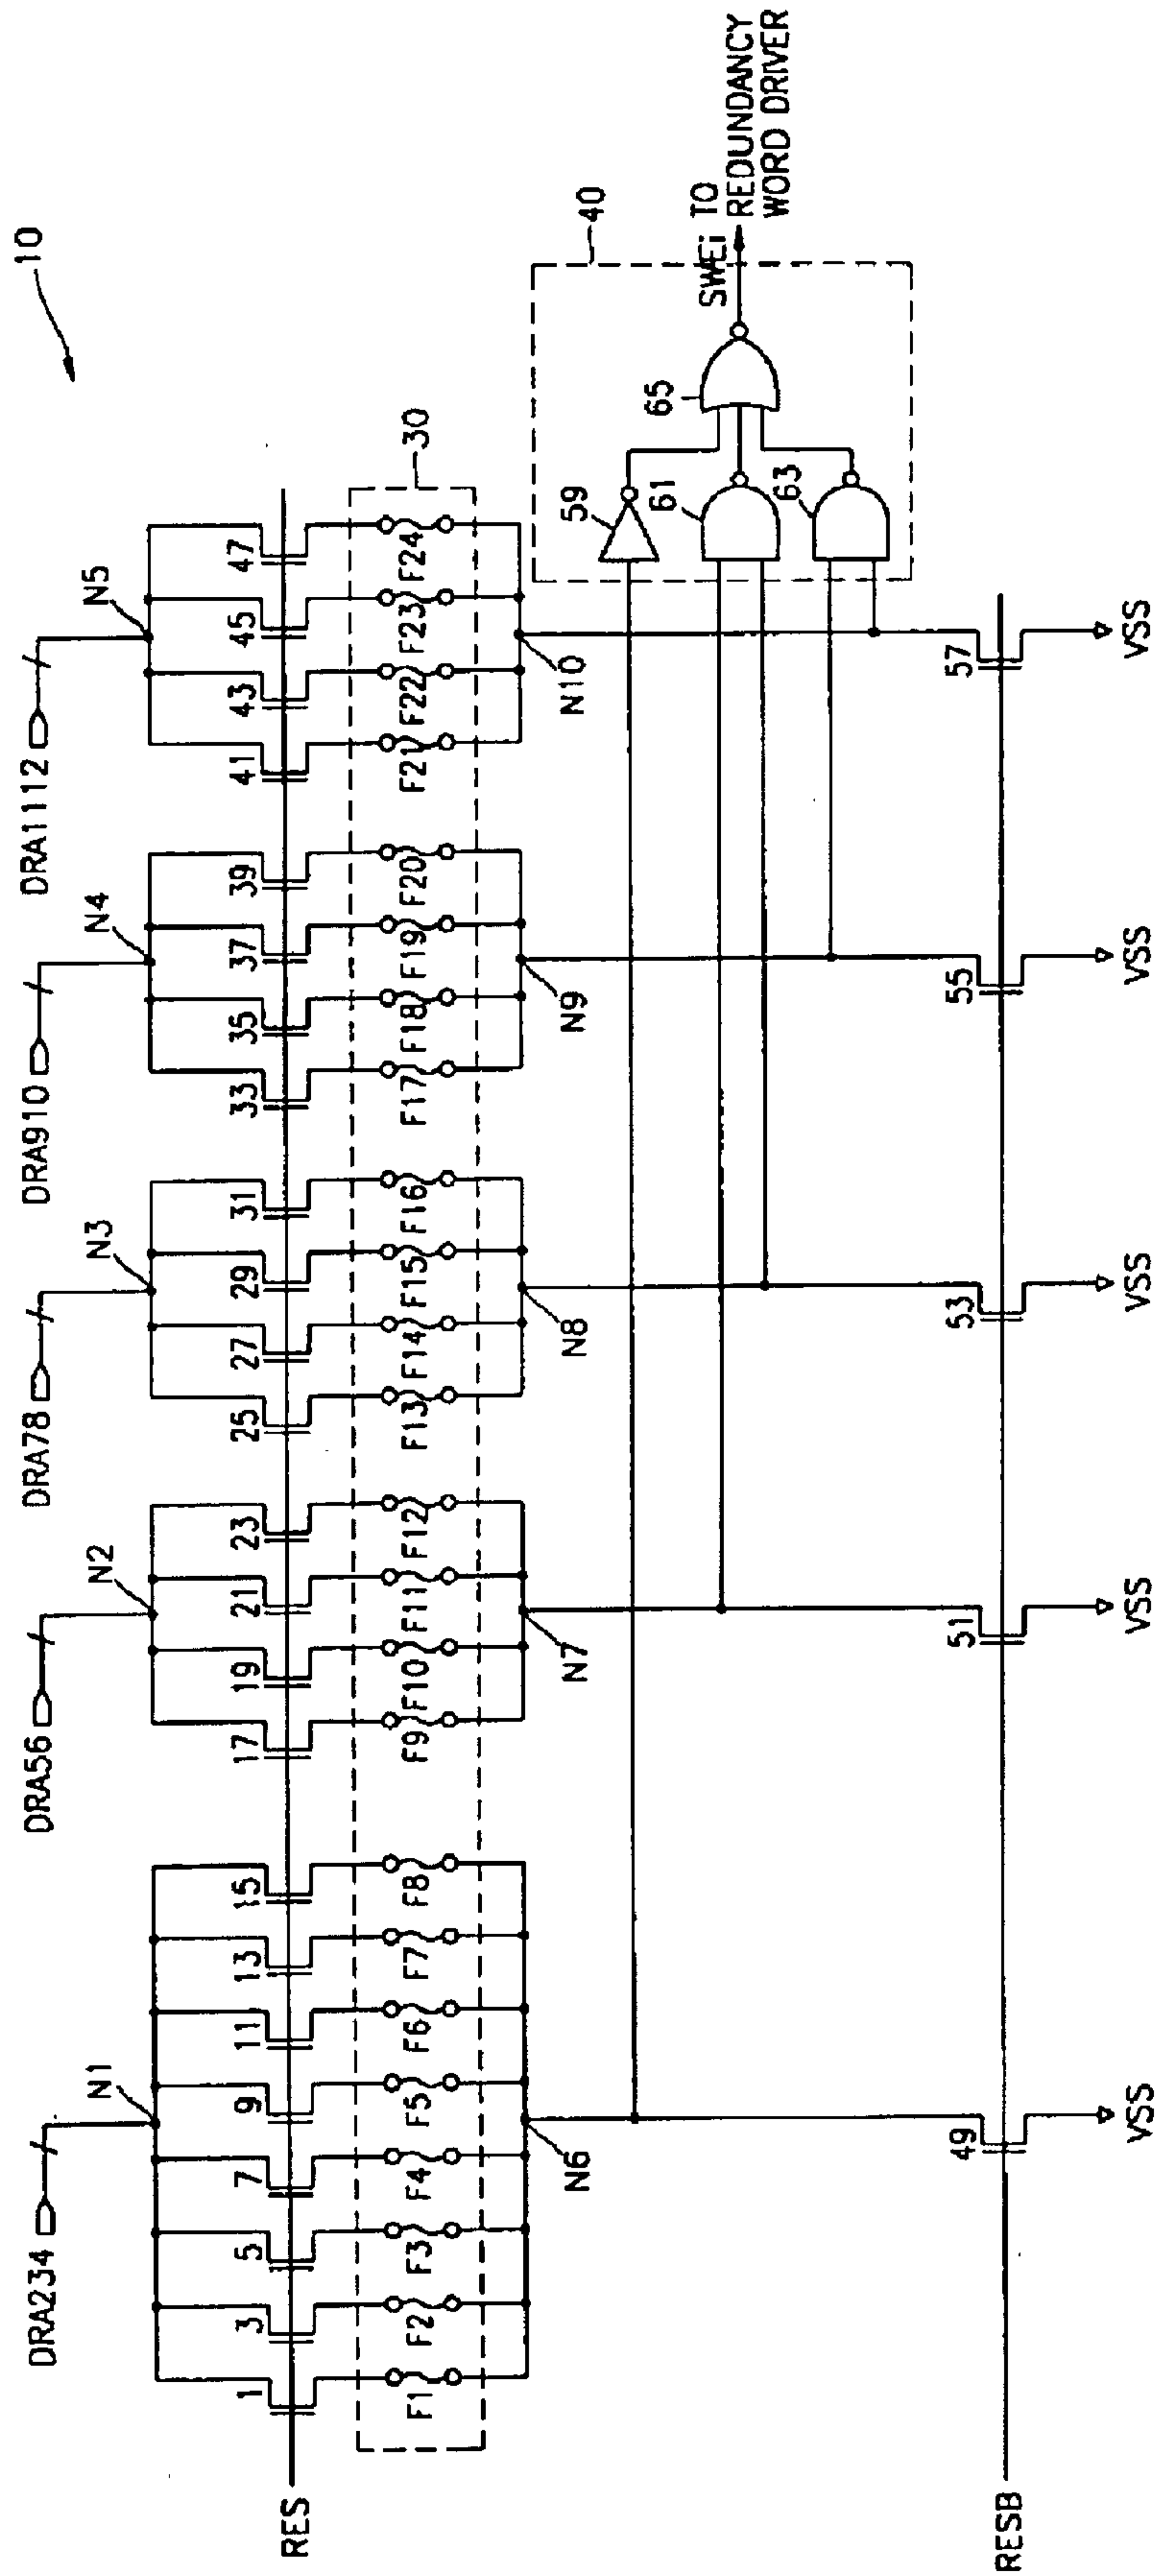 10
DRA234
DRA56
DRA78
DRA910
DRA1112
N1
N2
N3
N4
N5
RES
1
3
5
7
9
11
13
15
17
19
21
23
25
27
29
31
33
35
37
39
41
43
45
47
30
F1
F2
F3
F4
F5
F6
F7
F8
F9
F10
F11
F12
F13
F14
F15
F16
F17
F18
F19
F20
F21
F22
F23
F24
N6
N7
N8
N9
N10
40
59
61
63
65
SWEi TO
REDUNDANCY
WORD DRIVER
RESB
49
51
53
55
57
VSS
VSS
VSS
VSS
VSS